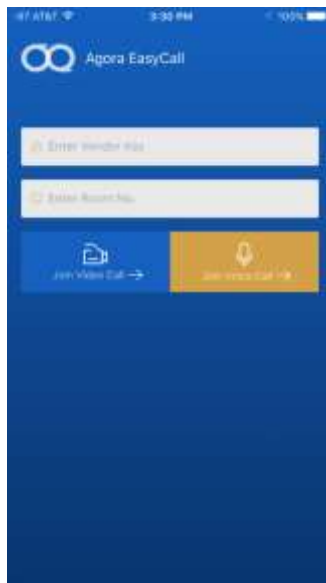 AT&T 3:30 PM 100%
Agora EasyCall
Enter Vendor Key
Enter Room No.
Join Video Call → Join Voice Call →